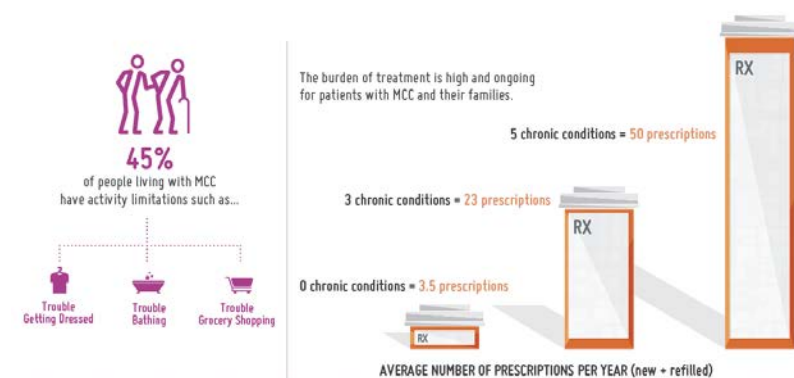 45%
of people living with MCC
have activity limitations such as...
Trouble
Getting Dressed
Trouble
Bathing
Trouble
Grocery Shopping
The burden of treatment is high and ongoing
for patients with MCC and their families.
5 chronic conditions = 50 prescriptions
RX
3 chronic conditions = 23 prescriptions
RX
0 chronic conditions = 3.5 prescriptions
RX
AVERAGE NUMBER OF PRESCRIPTIONS PER YEAR (new + refilled)